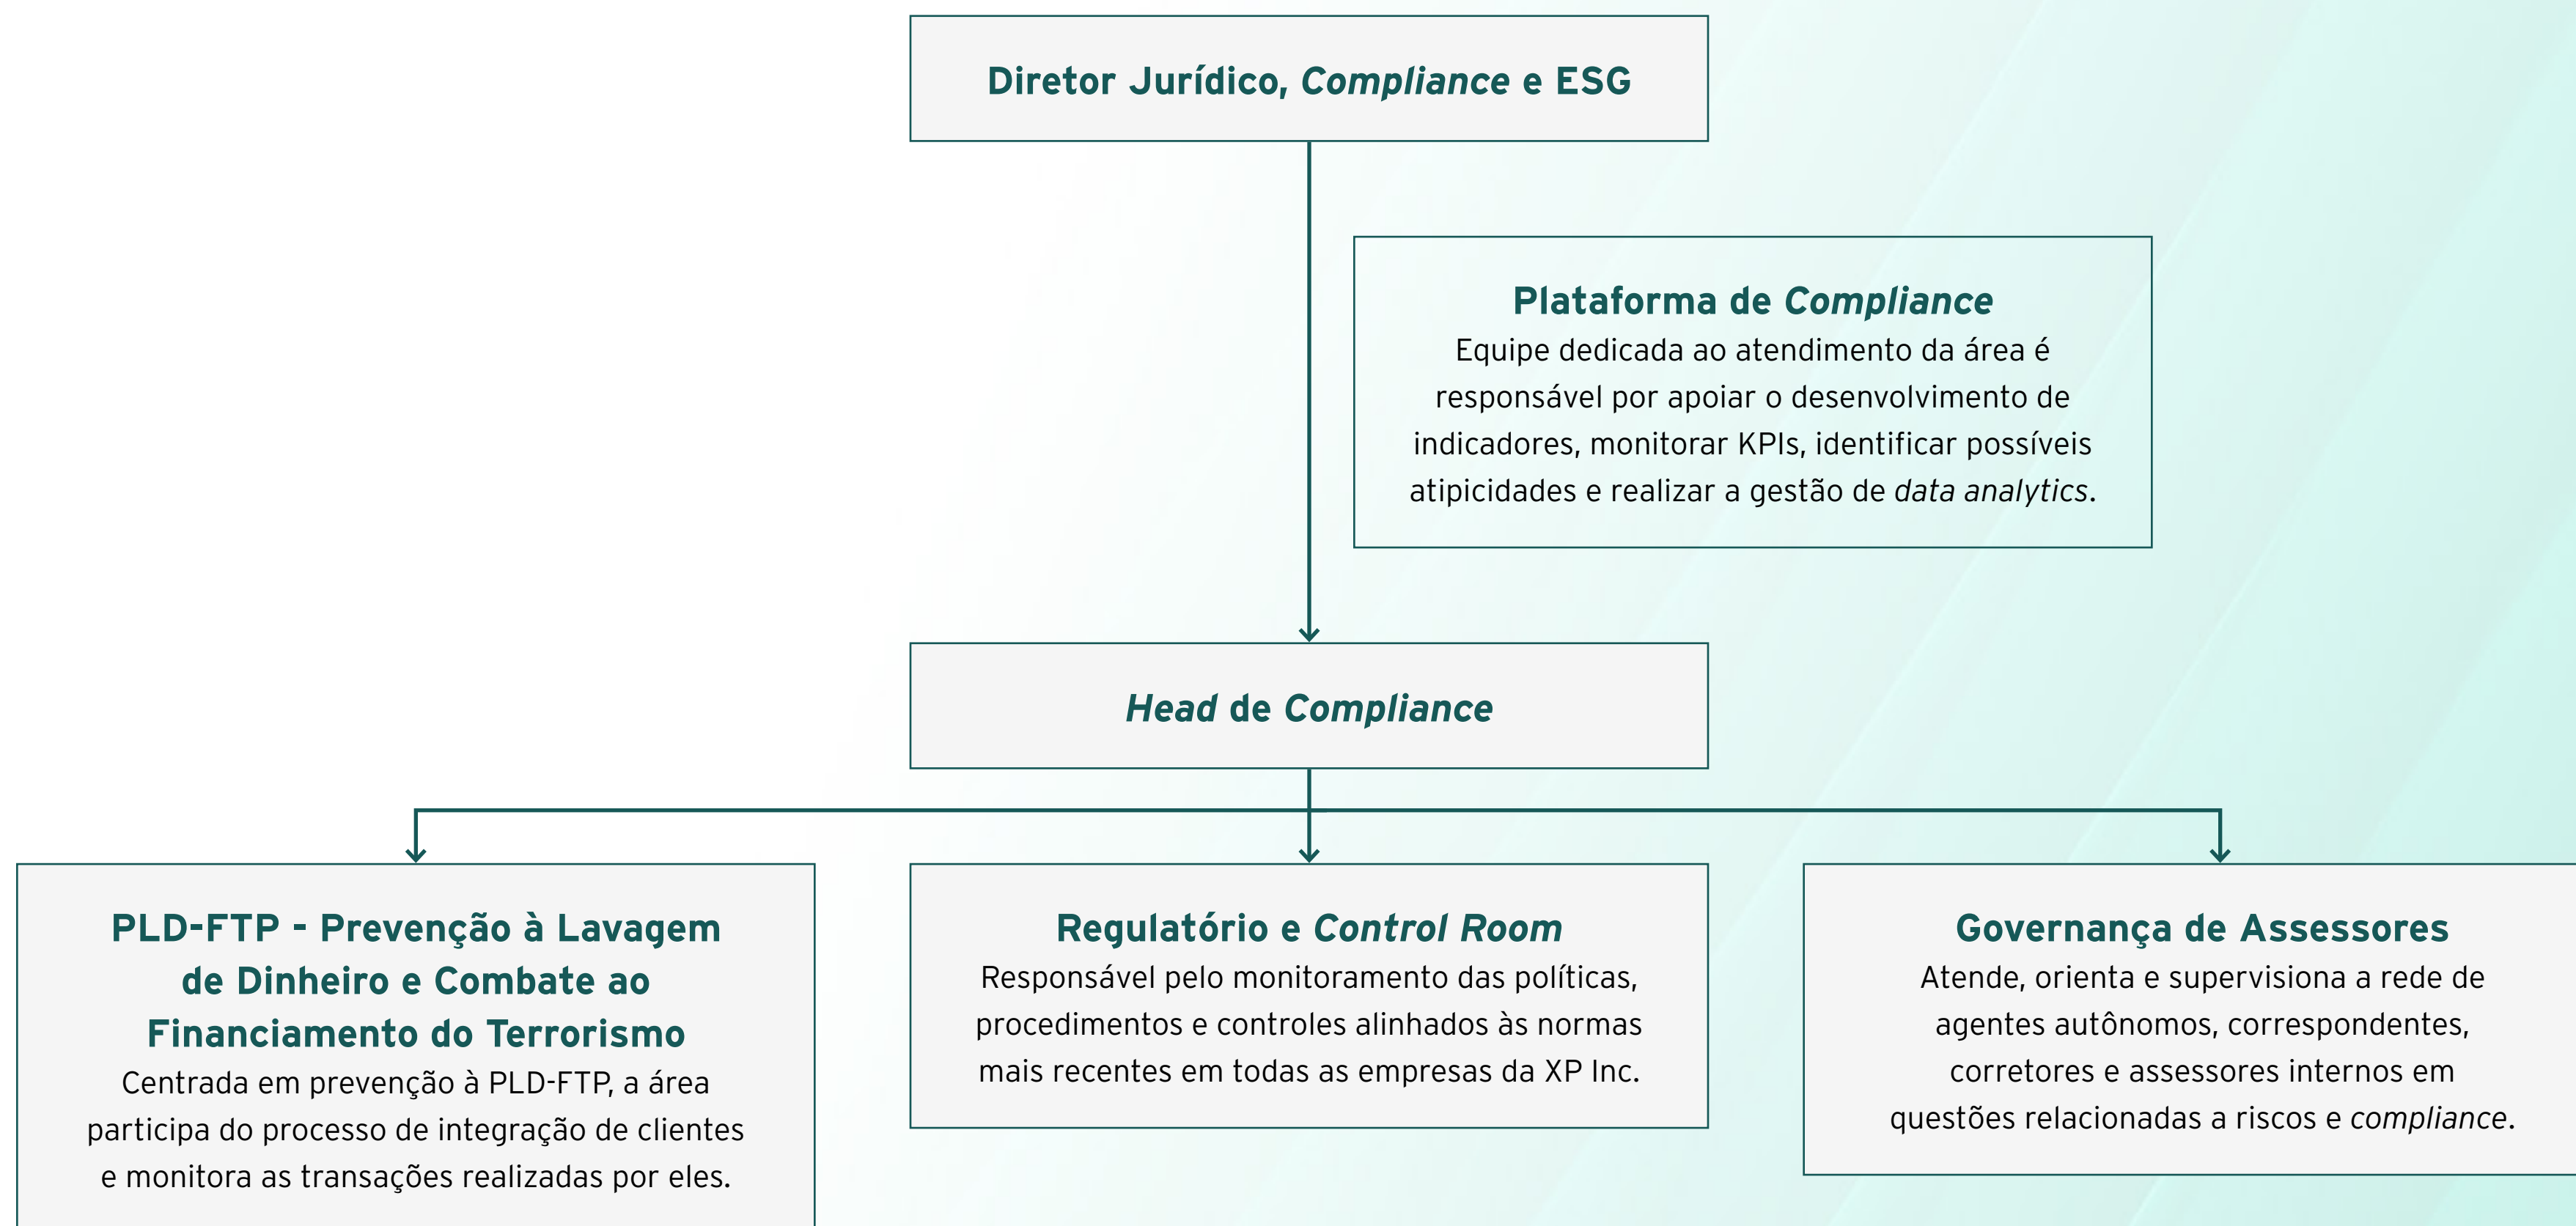 Diretor Jurídico, Compliance e ESG
Plataforma de Compliance
Equipe dedicada ao atendimento da área é
responsável por apoiar o desenvolvimento de
indicadores, monitorar KPIs, identificar possíveis
atipicidades e realizar a gestão de data analytics.
Head de Compliance
PLD-FTP - Prevenção à Lavagem
de Dinheiro e Combate ao
Financiamento do Terrorismo
Centrada em prevenção à PLD-FTP, a área
participa do processo de integração de clientes
e monitora as transações realizadas por eles.
Regulatório e Control Room
Responsável pelo monitoramento das políticas,
procedimentos e controles alinhados às normas
mais recentes em todas as empresas da XP Inc.
Governança de Assessores
Atende, orienta e supervisiona a rede de
agentes autônomos, correspondentes,
corretores e assessores internos em
questões relacionadas a riscos e compliance.